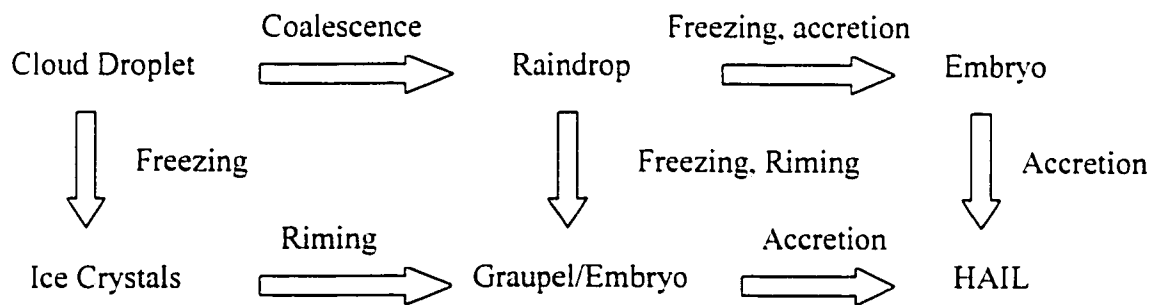 Coalescence Freezing, accretion
Cloud Droplet Raindrop Embryo
Freezing Freezing, Riming Accretion
Riming Accretion
Ice Crystals Graupel/Embryo HAIL